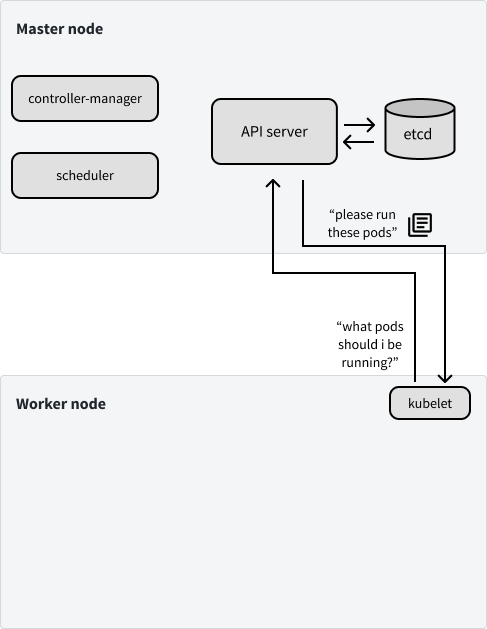 Master node
controller-manager
API server
etcd
scheduler
“please run
these pods”
“what pods
should i be
running?”
Worker node
kubelet